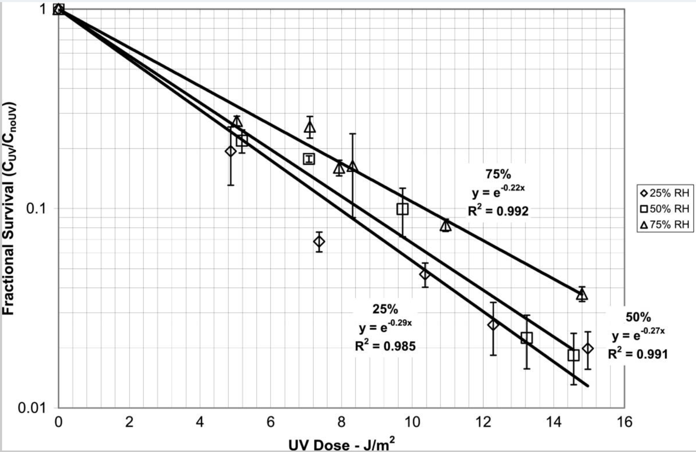 1
0.1
0.01
Fractional Survival (C_UV/C_noUV)
75%
y = e^-0.22x
R² = 0.992
25%
y = e^-0.29x
R² = 0.985
50%
y = e^-0.27x
R² = 0.991
25% RH
50% RH
75% RH
0 2 4 6 8 10 12 14 16
UV Dose - J/m²